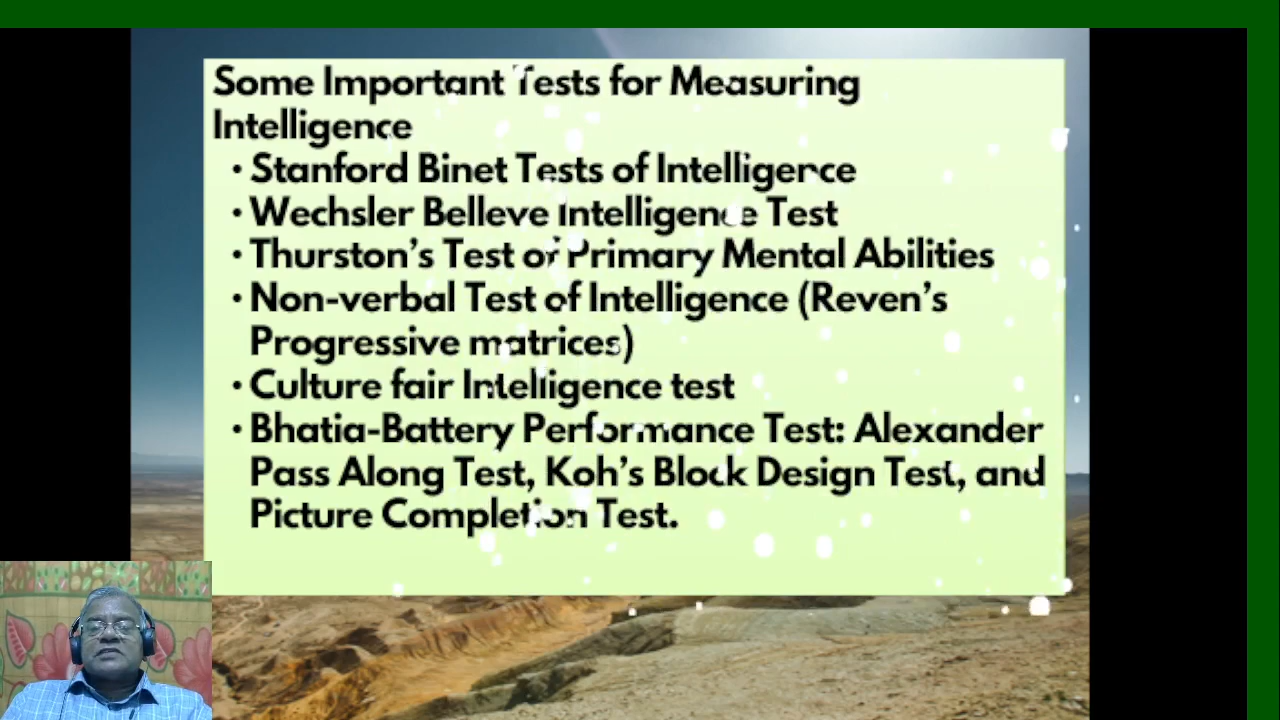 Some Important Tests for Measuring
Intelligence
• Stanford Binet Tests of Intelligence
• Wechsler Belleve Intelligence Test
• Thurston's Test of Primary Mental Abilities
• Non-verbal Test of Intelligence (Reven's
Progressive matrices)
• Culture fair Intelligence test
• Bhatia-Battery Performance Test: Alexander
Pass Along Test, Koh's Block Design Test, and
Picture Completion Test.